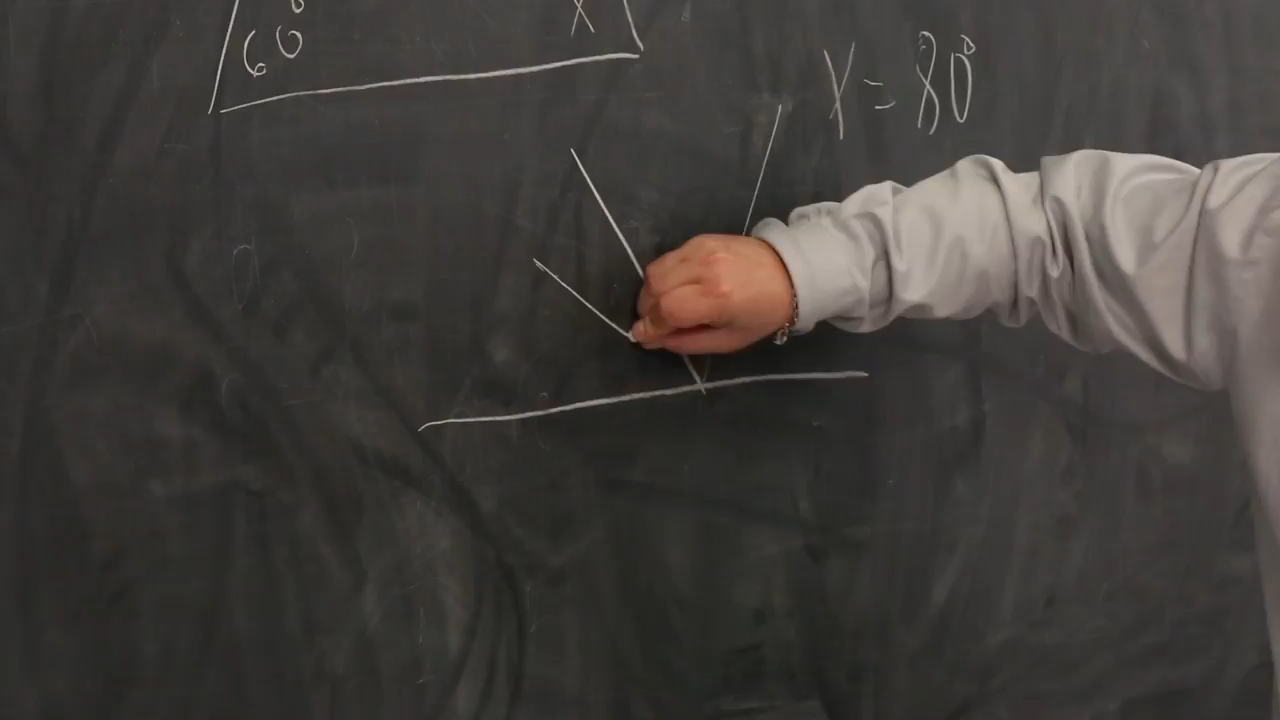 60°
x
x = 80°